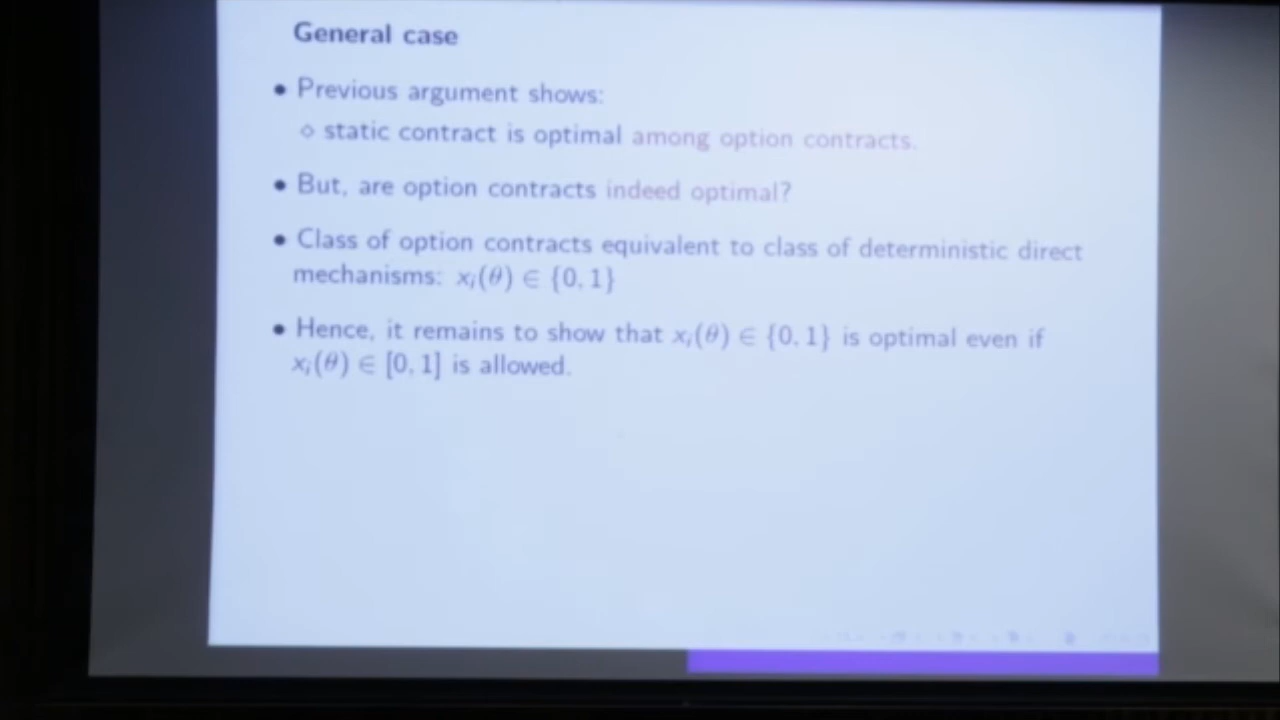 General case
• Previous argument shows:
⋄ static contract is optimal among option contracts.
• But, are option contracts indeed optimal?
• Class of option contracts equivalent to class of deterministic direct
mechanisms: xᵢ(θ) ∈ {0, 1}
• Hence, it remains to show that xᵢ(θ) ∈ {0, 1} is optimal even if
xᵢ(θ) ∈ [0, 1] is allowed.